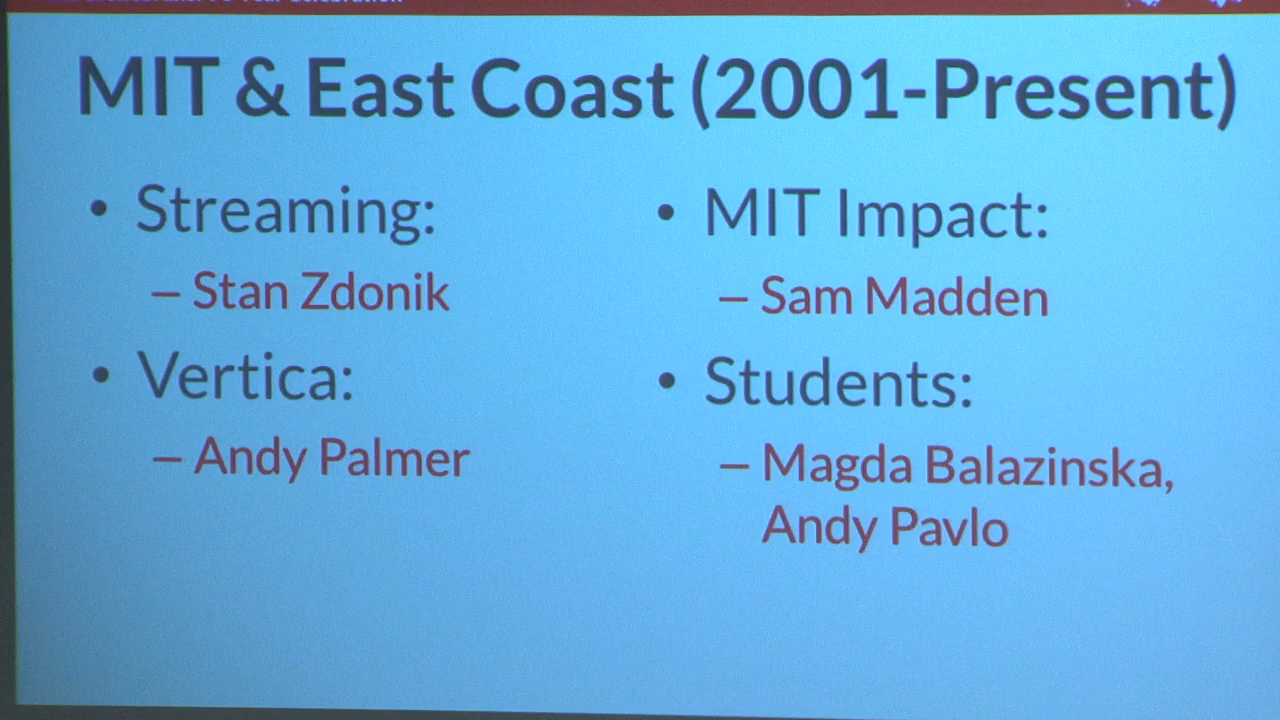 MIT & East Coast (2001-Present)
• Streaming:
– Stan Zdonik
• Vertica:
– Andy Palmer
• MIT Impact:
– Sam Madden
• Students:
– Magda Balazinska,
Andy Pavlo